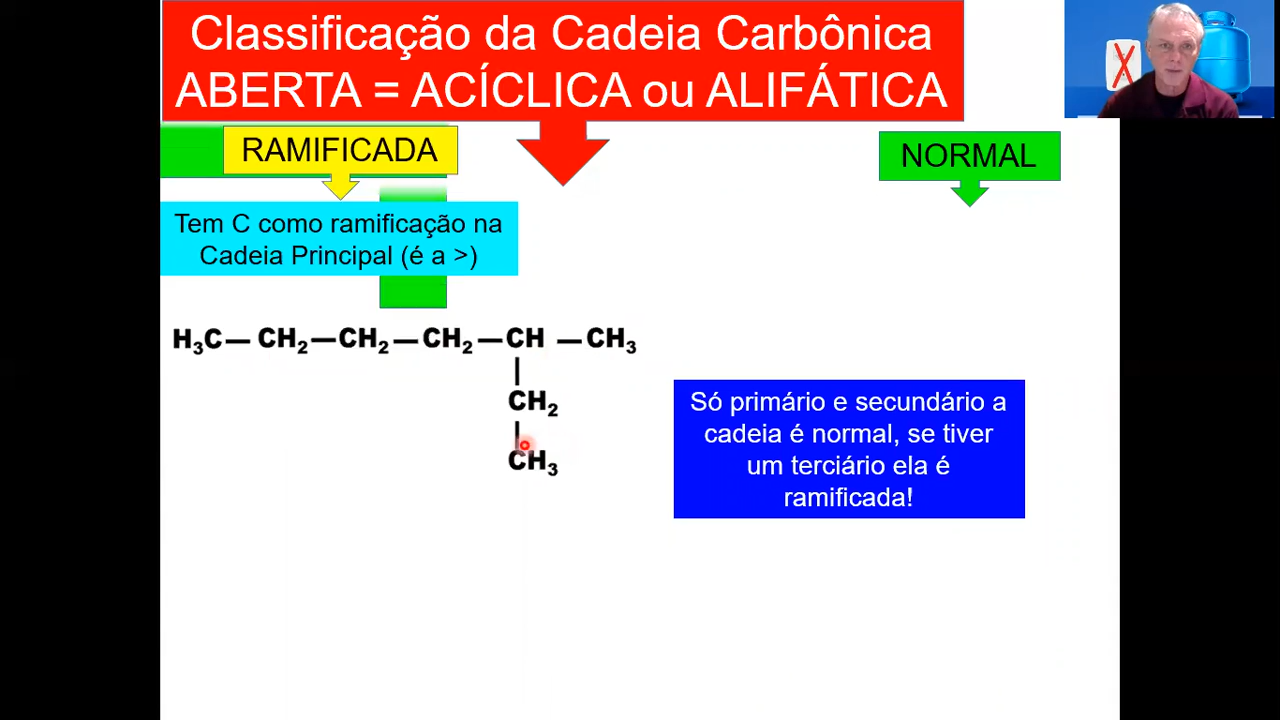 Classificação da Cadeia Carbônica
ABERTA = ACÍCLICA ou ALIFÁTICA
RAMIFICADA
NORMAL
Tem C como ramificação na
Cadeia Principal (é a >)
H₃C— CH₂—CH₂—CH₂—CH —CH₃
|
CH₂
|
CH₃
Só primário e secundário a
cadeia é normal, se tiver
um terciário ela é
ramificada!